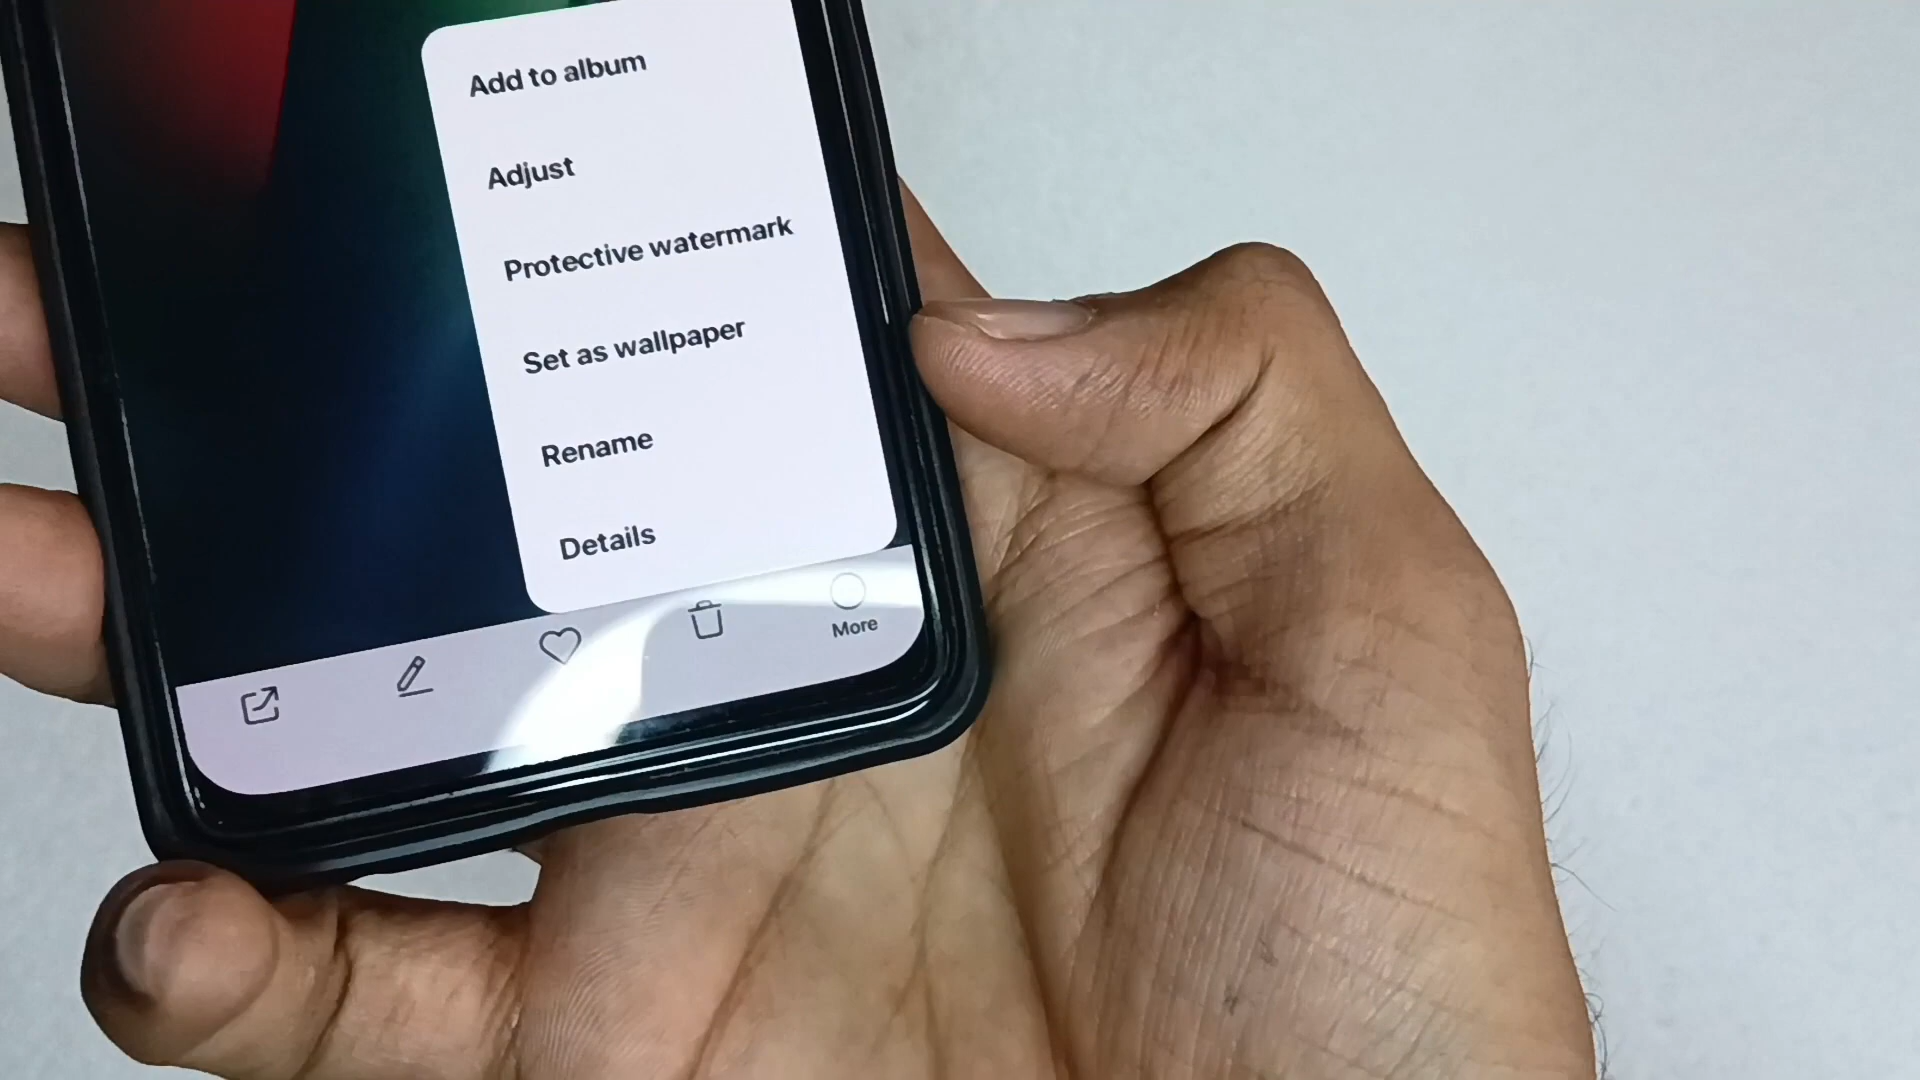 Add to album
Adjust
Protective watermark
Set as wallpaper
Rename
Details
More